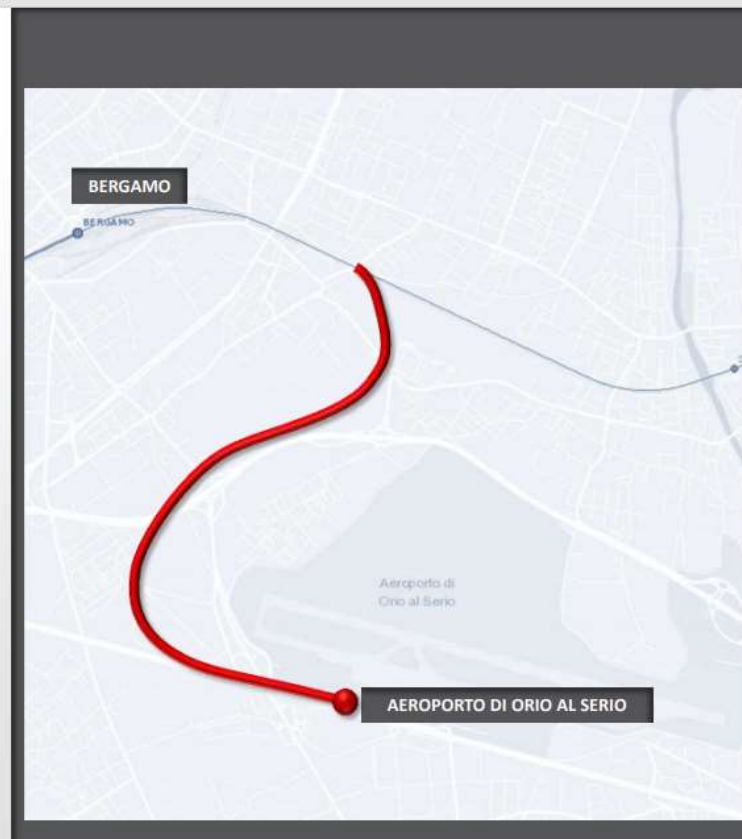 BERGAMO
BERGAMO
Aeroporto di
Orio al Serio
AEROPORTO DI ORIO AL SERIO